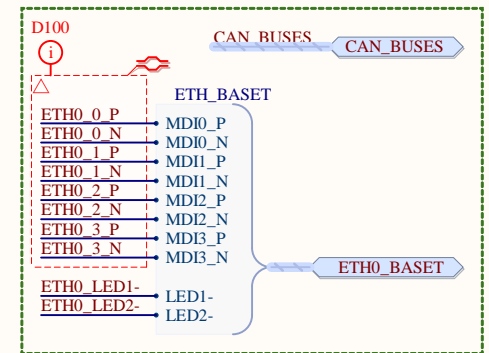 D100
i
CAN_BUSES
CAN_BUSES
ETH_BASET
ETH0_0_P
MDI0_P
ETH0_0_N
MDI0_N
ETH0_1_P
MDI1_P
ETH0_1_N
MDI1_N
ETH0_2_P
MDI2_P
ETH0_2_N
MDI2_N
ETH0_3_P
MDI3_P
ETH0_3_N
MDI3_N
ETH0_BASET
ETH0_LED1-
LED1-
ETH0_LED2-
LED2-